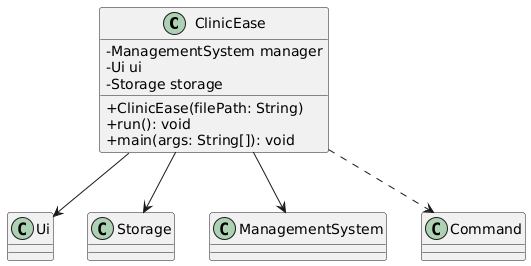 C ClinicEase
-ManagementSystem manager
-Ui ui
-Storage storage
+ClinicEase(filePath: String)
+run(): void
+main(args: String[]): void
C Ui
C Storage
C ManagementSystem
C Command